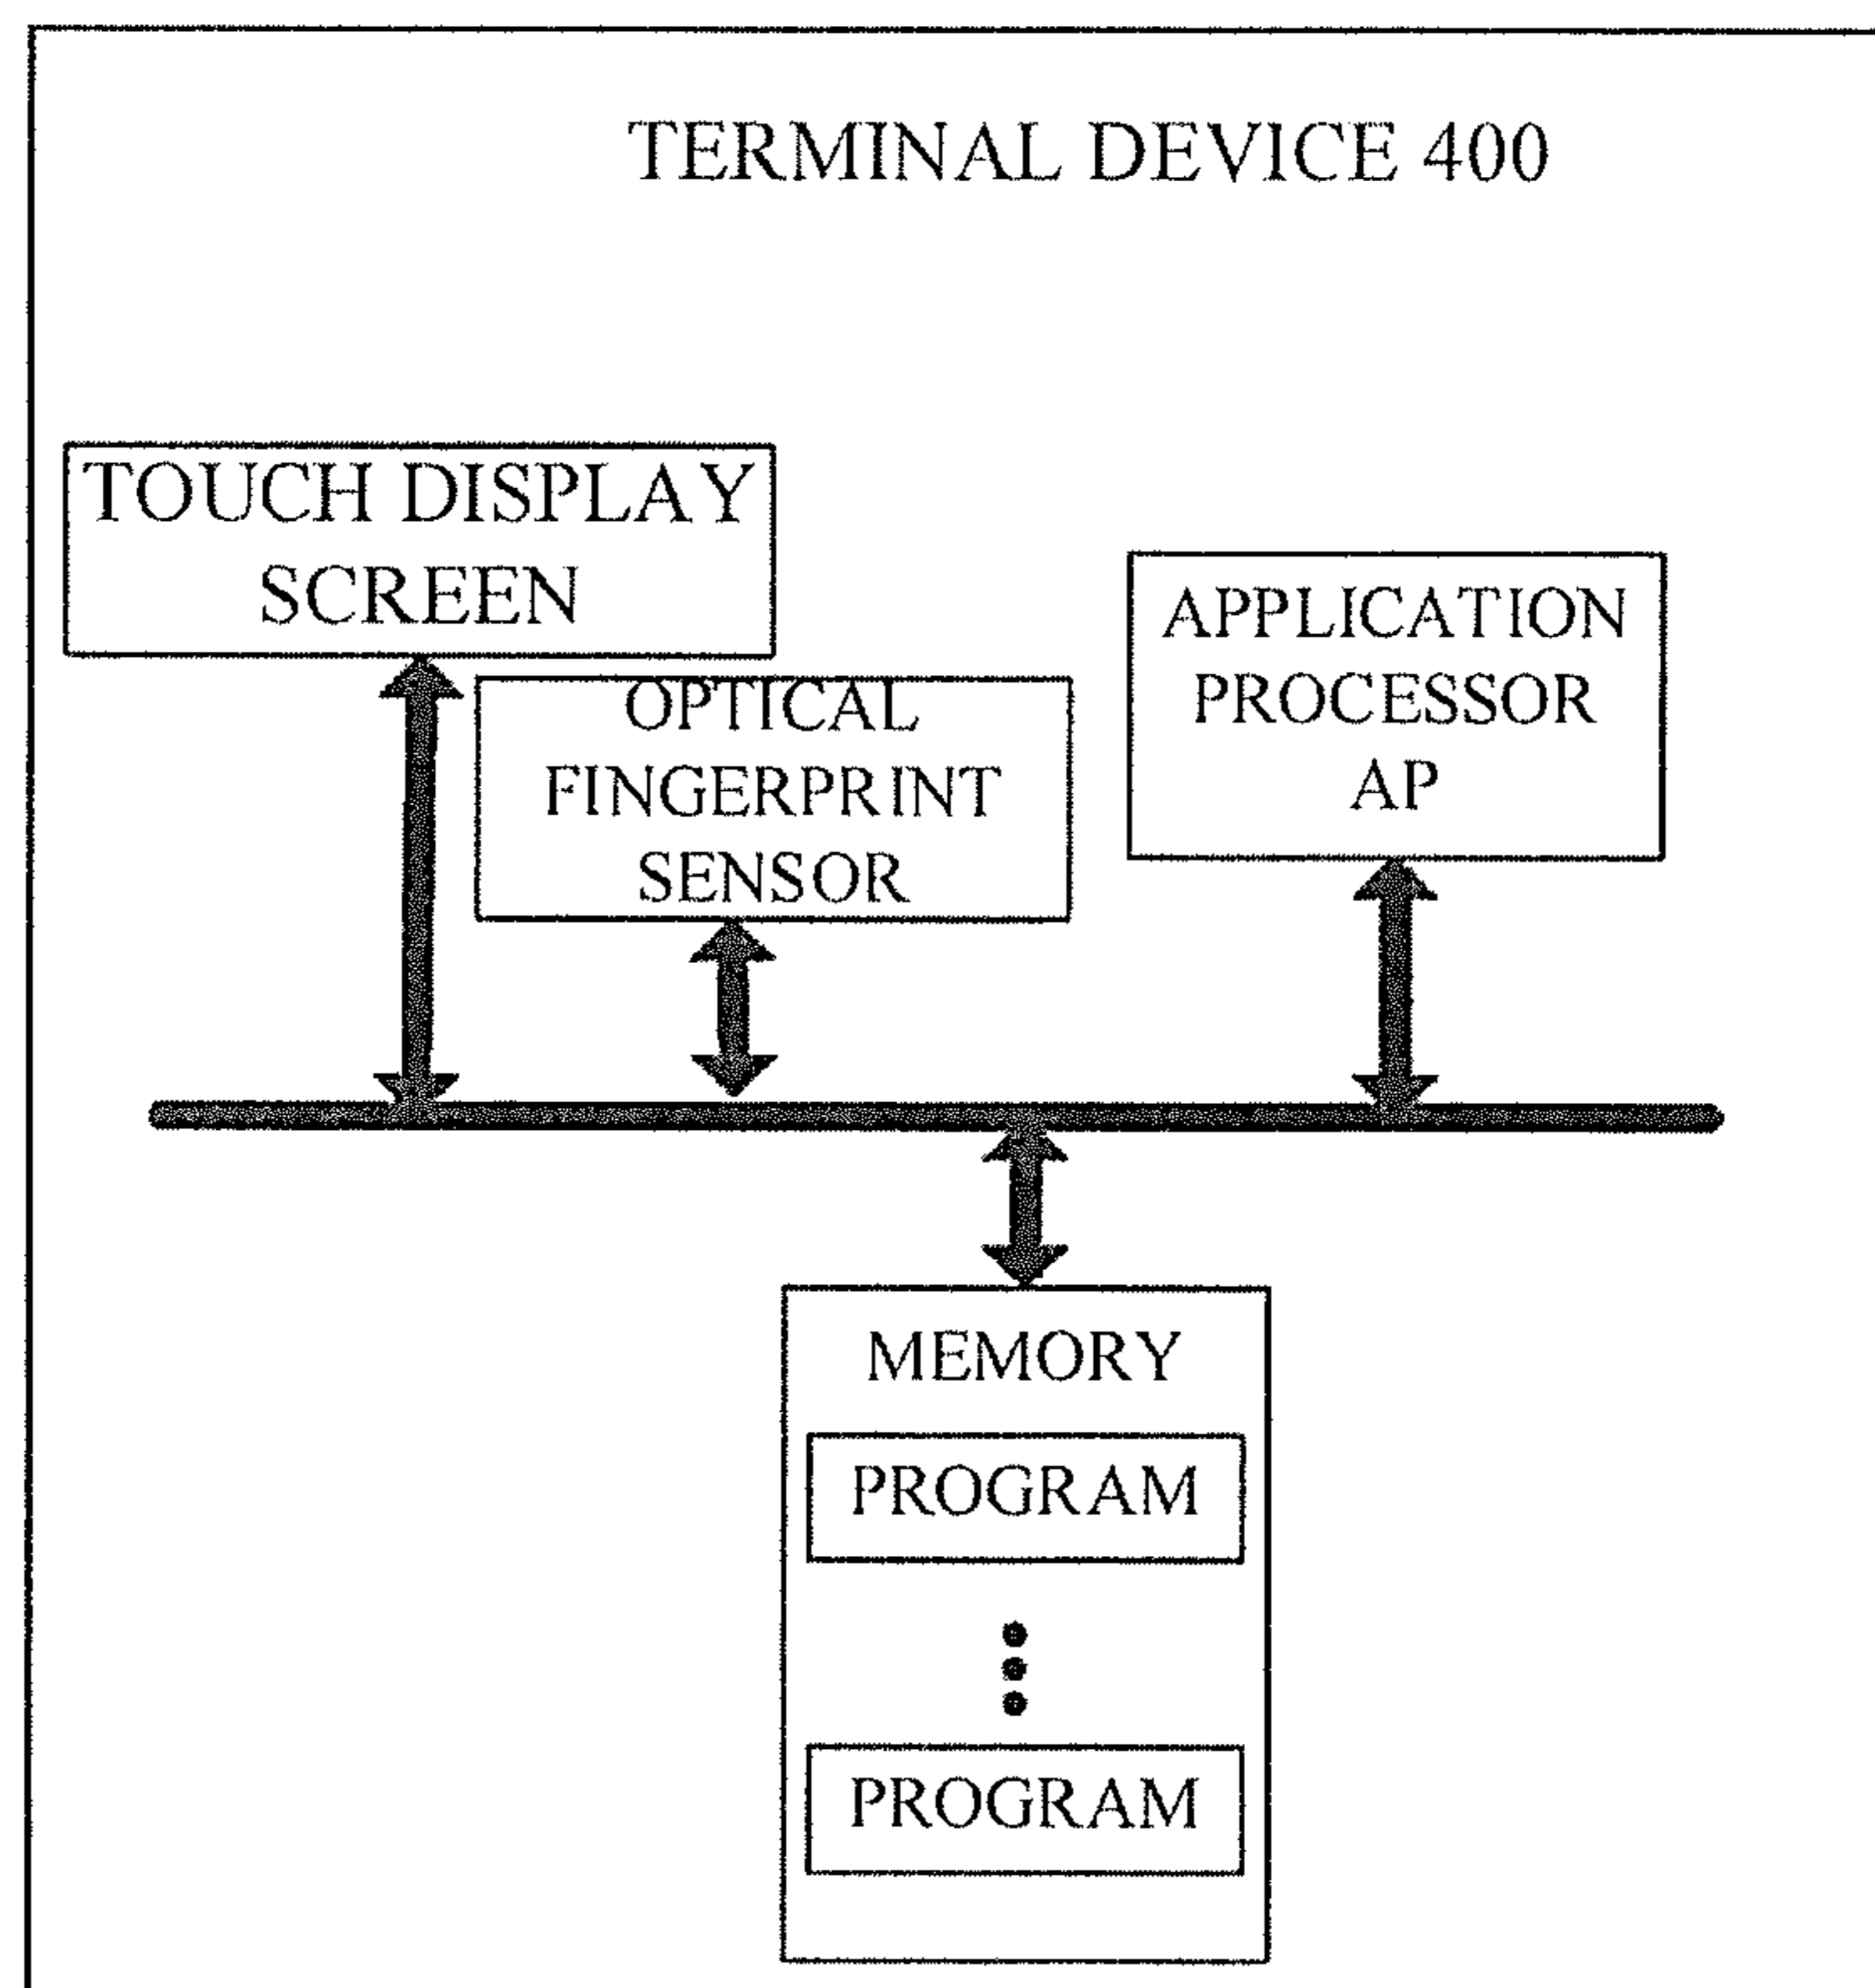 TERMINAL DEVICE 400
TOUCH DISPLAY
SCREEN
OPTICAL
FINGERPRINT
SENSOR
APPLICATION
PROCESSOR
AP
MEMORY
PROGRAM
PROGRAM